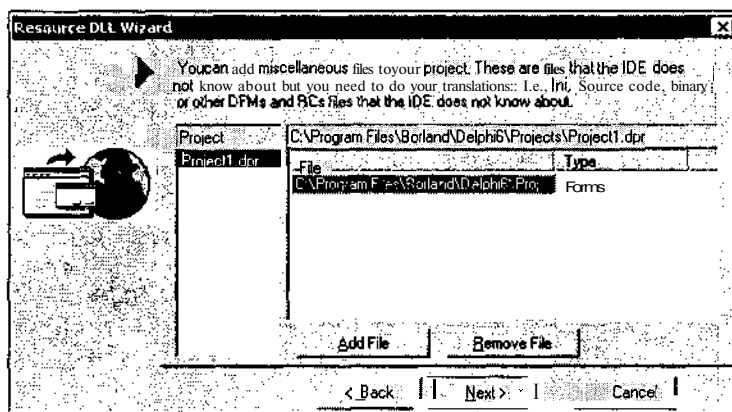 Resource DLL Wizard
You can add miscellaneous files to your project. These are files that the IDE does
not know about but you need to do your translations:: I.e., Ini, Source code, binary
or other DFMs and RCs files that the IDE does not know about.
Project
C:\Program Files\Borland\Delphi6\Projects\Project1.dpr
Project1.dpr
File
Type
C:\Program Files\Borland\Delphi6\Proj
Forms
Add File
Remove File
< Back
Next >
Cancel